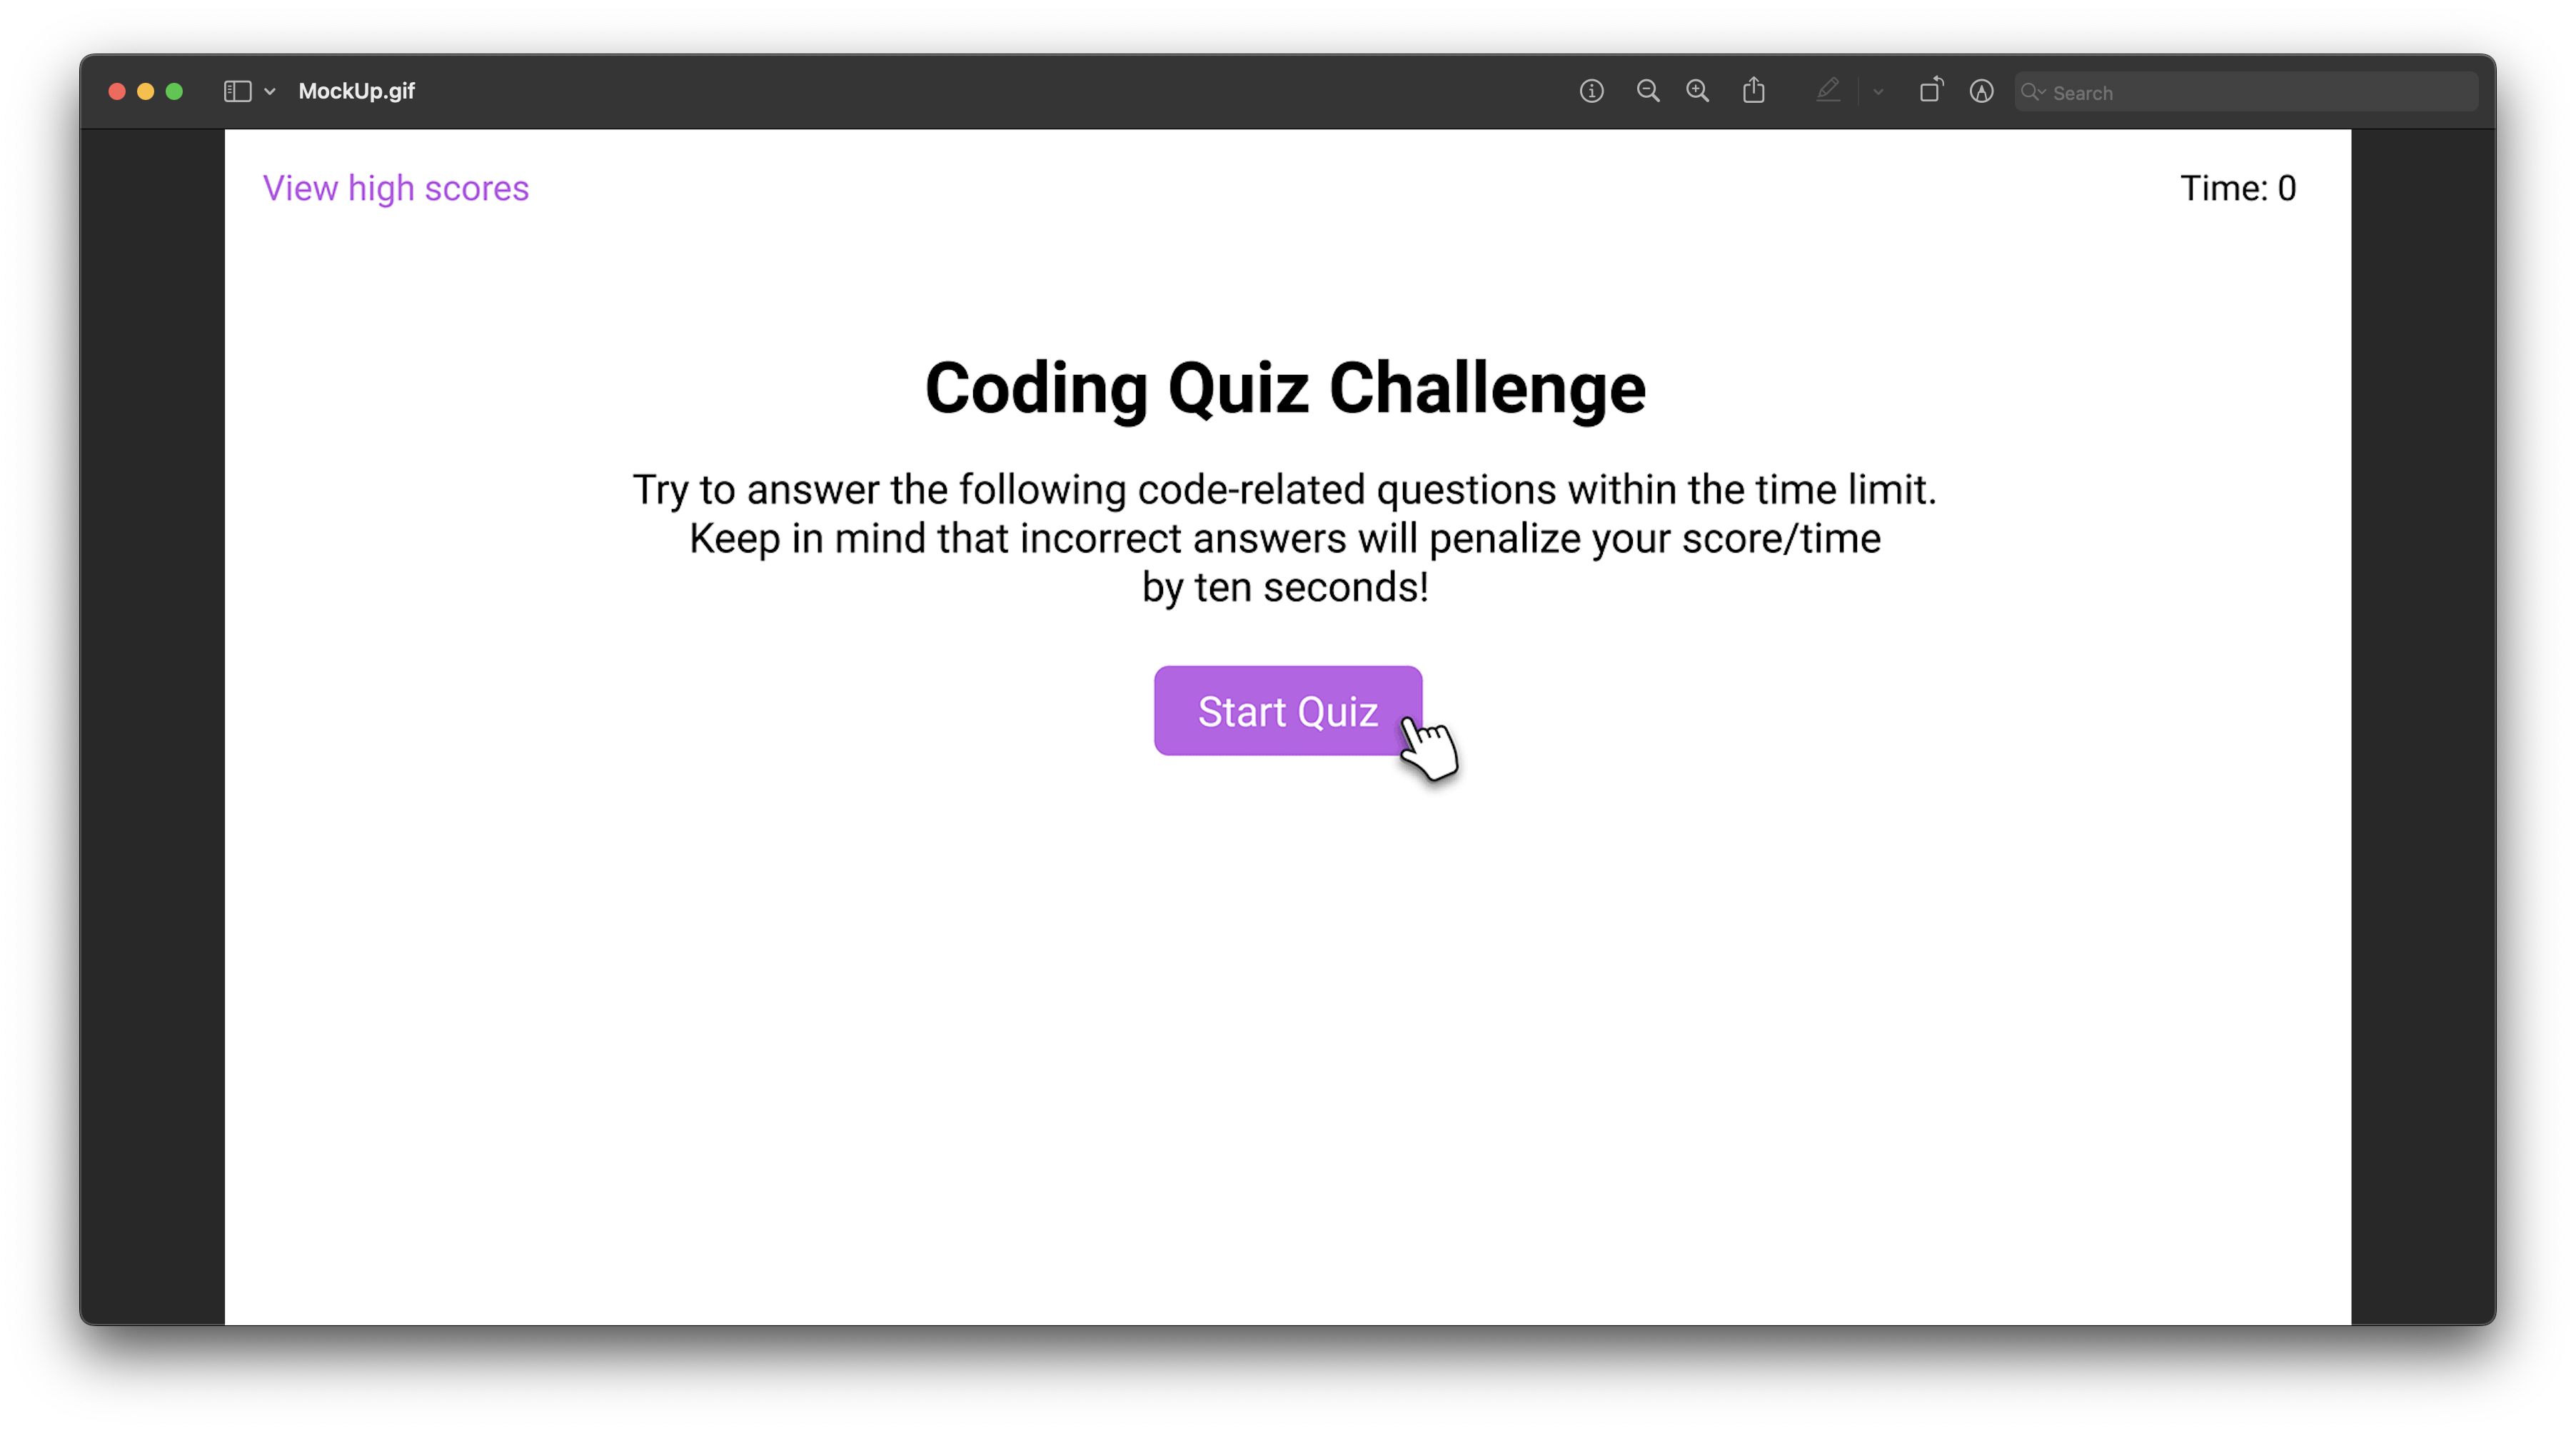 MockUp.gif
Search
View high scores
Time: 0
Coding Quiz Challenge
Try to answer the following code-related questions within the time limit.
Keep in mind that incorrect answers will penalize your score/time
by ten seconds!
Start Quiz